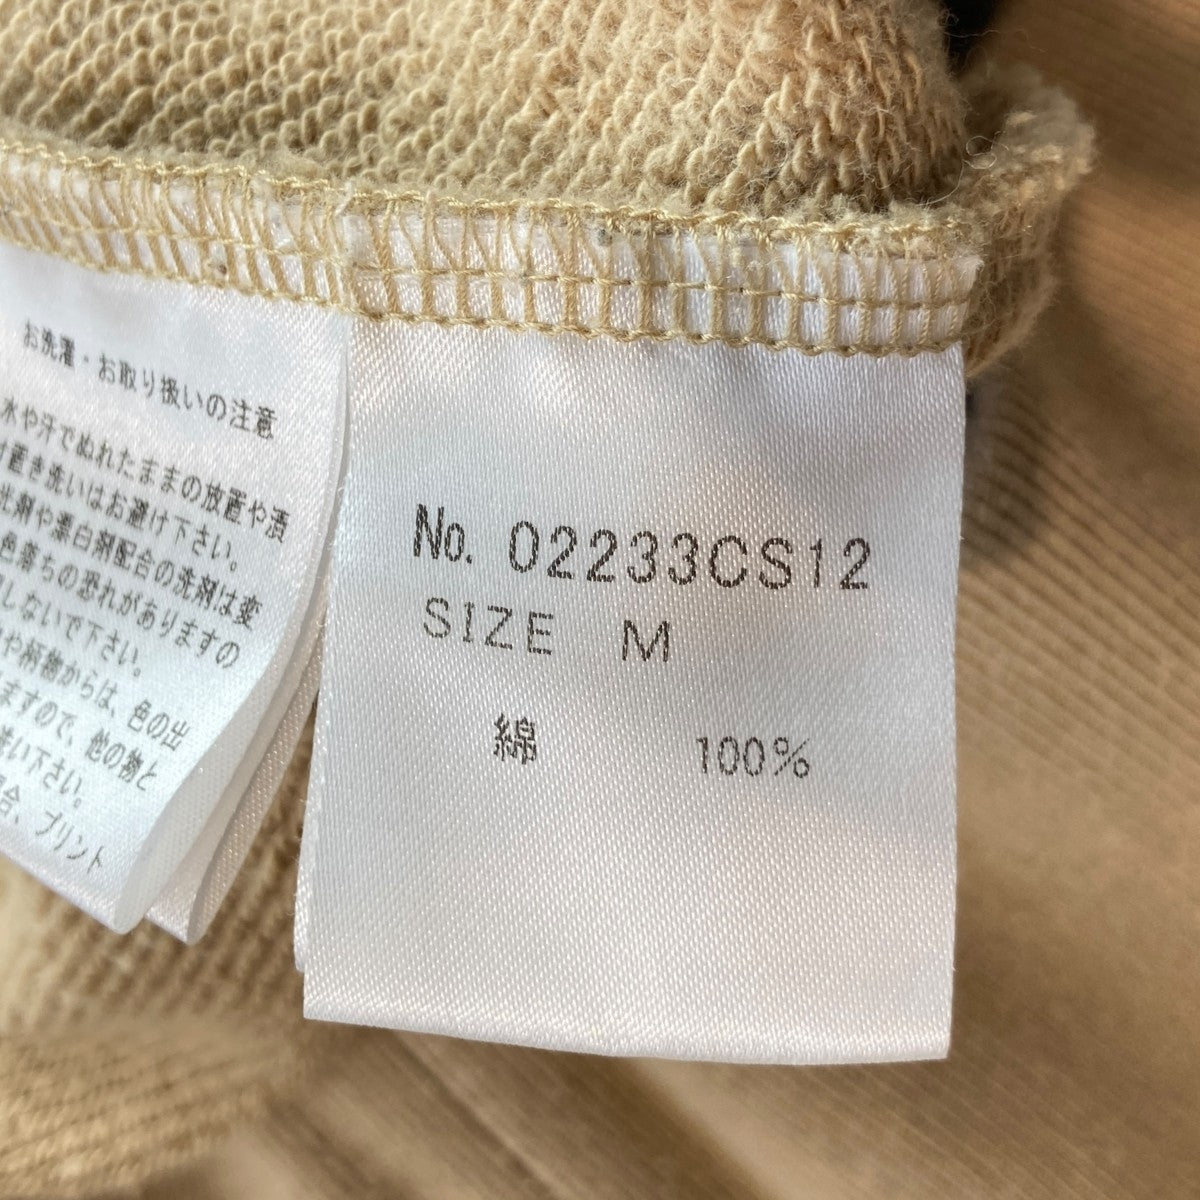 お洗濯・お取り扱いの注意
水や汗でぬれたままの放置や漬
置き洗いはお避け下さい。
洗剤や漂白剤配合の洗剤は変
色落ちの恐れがありますの
しないで下さい。
や柄物からは、色の出
ますので、他の物と
洗い下さい。
合、プリント
No. 02233CS12
SIZE M
綿 100%